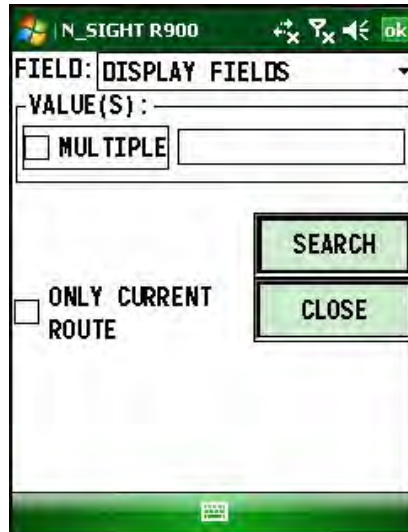 N_SIGHT R900
ok
FIELD: DISPLAY FIELDS
VALUE(S):
MULTIPLE
SEARCH
ONLY CURRENT
ROUTE
CLOSE